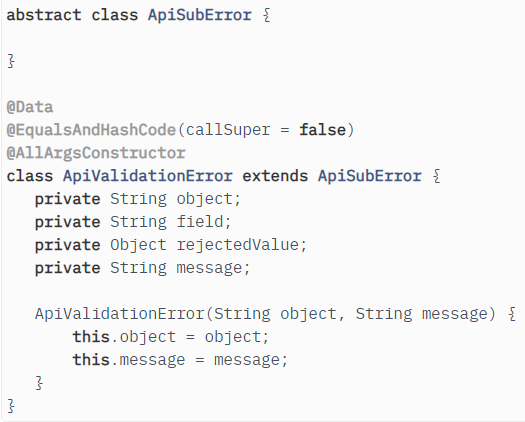 abstract class ApiSubError {
}
@Data
@EqualsAndHashCode(callSuper = false)
@AllArgsConstructor
class ApiValidationError extends ApiSubError {
private String object;
private String field;
private Object rejectedValue;
private String message;
ApiValidationError(String object, String message) {
this.object = object;
this.message = message;
}
}